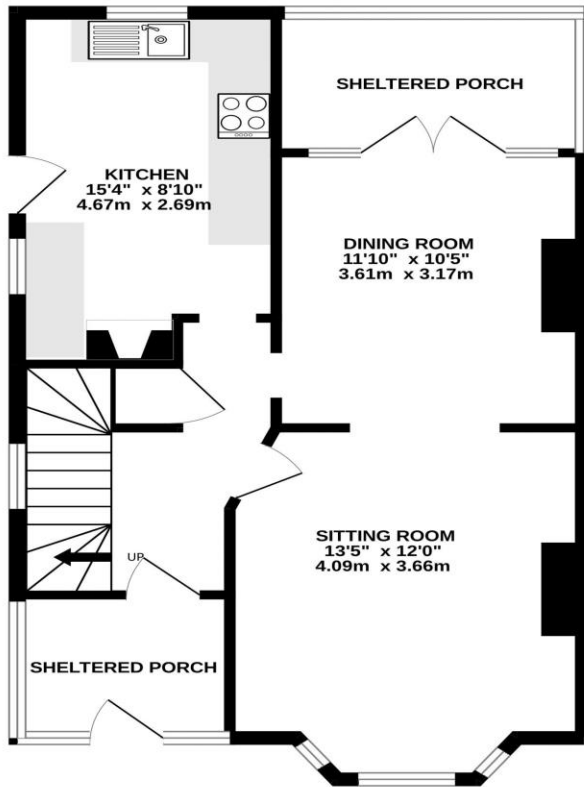 SHELTERED PORCH
KITCHEN
15'4" x 8'10"
4.67m x 2.69m
DINING ROOM
11'10" x 10'5"
3.61m x 3.17m
SITTING ROOM
13'5" x 12'0"
4.09m x 3.66m
UP
SHELTERED PORCH